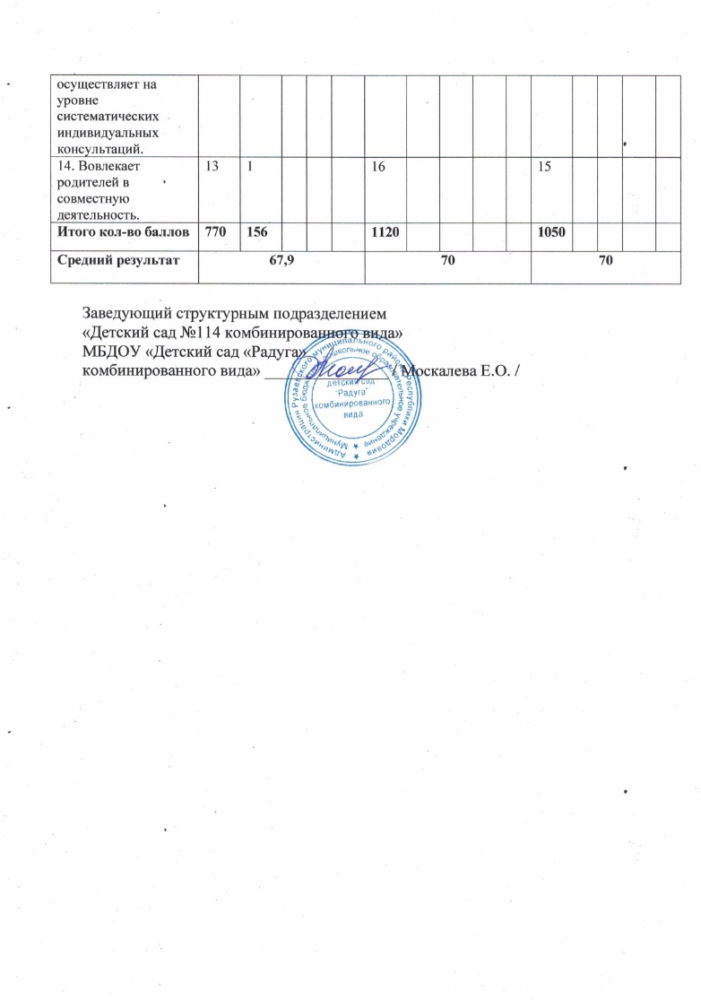 осуществляет на
уровне
систематических
индивидуальных
консультаций.
14. Вовлекает 13 1 16 15
родителей в
совместную
деятельность.
Итого кол-во баллов 770 156 1120 1050
Средний результат 67,9 70 70
Заведующий структурным подразделением
«Детский сад №114 комбинированного вида»
МБДОУ «Детский сад «Радуга»
комбинированного вида» / Москалева Е.О. /
Администрация Рузаевского муниципального района Республики Мордовия
Муниципальное бюджетное дошкольное образовательное учреждение
детский сад
"Радуга"
комбинированного
вида